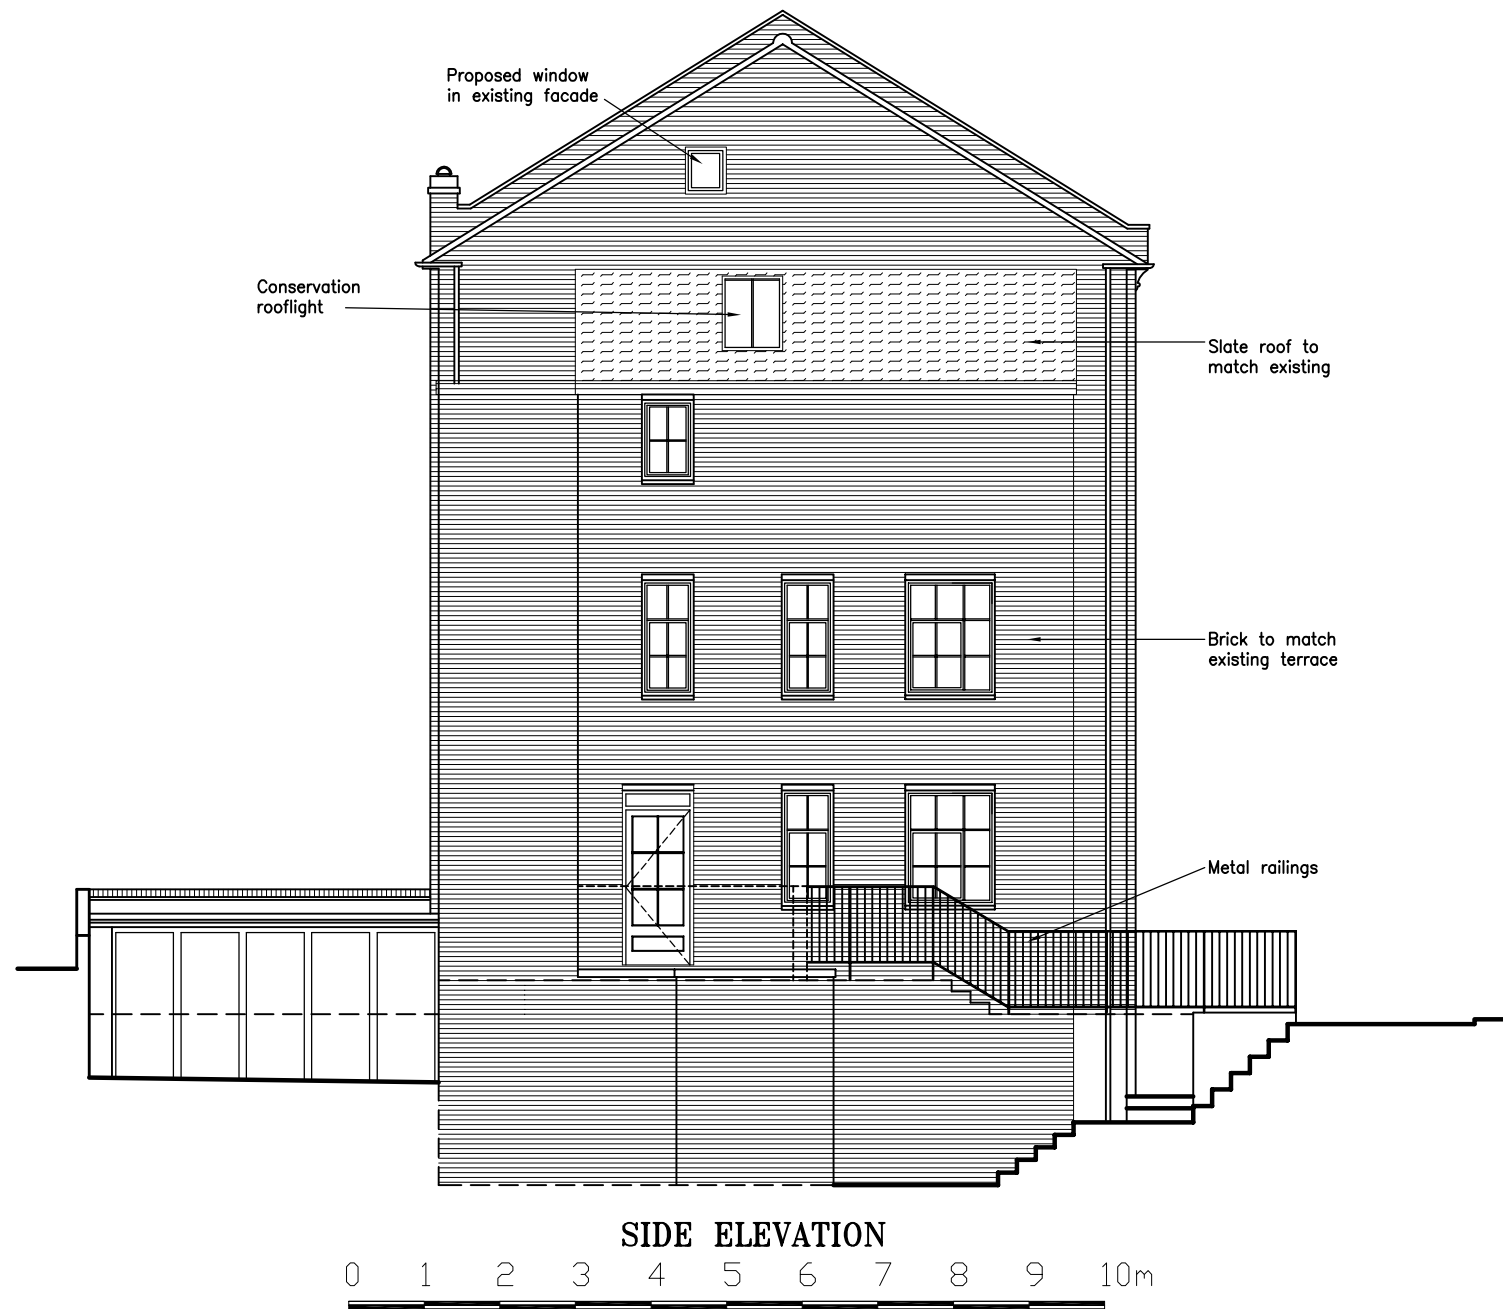 Proposed window
in existing facade
Conservation
rooflight
Slate roof to
match existing
Brick to match
existing terrace
Metal railings
SIDE ELEVATION
0 1 2 3 4 5 6 7 8 9 10m